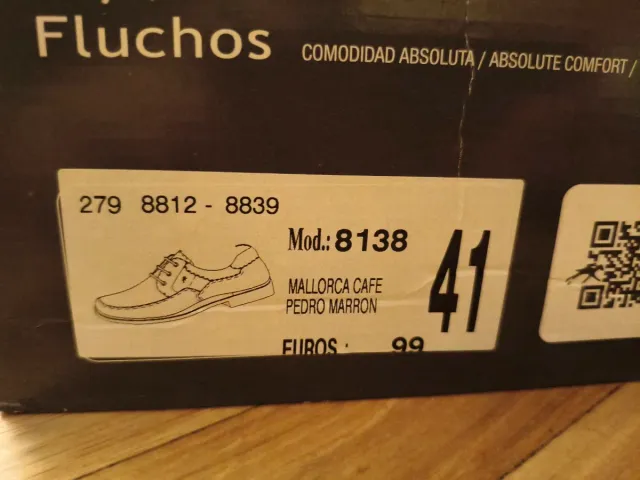 Fluchos
COMODIDAD ABSOLUTA / ABSOLUTE COMFORT /
279 8812 - 8839
Mod.: 8138
41
MALLORCA CAFE
PEDRO MARRON
EUROS : 99